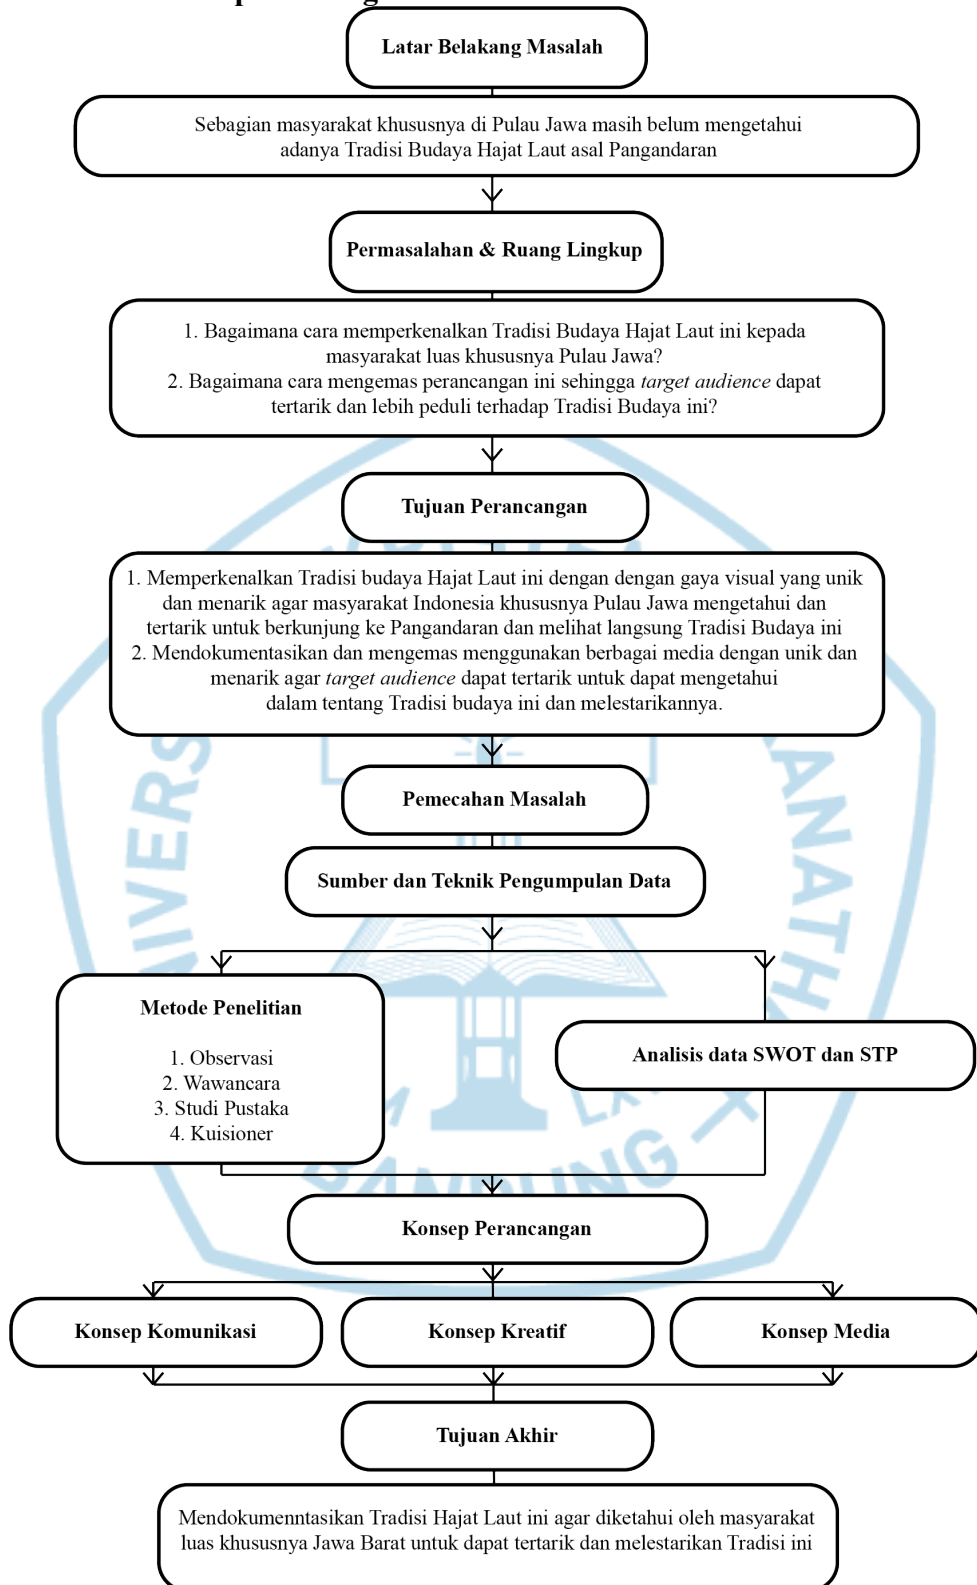 Latar Belakang Masalah
Sebagian masyarakat khususnya di Pulau Jawa masih belum mengetahui
adanya Tradisi Budaya Hajat Laut asal Pangandaran
Permasalahan & Ruang Lingkup
1. Bagaimana cara memperkenalkan Tradisi Budaya Hajat Laut ini kepada
masyarakat luas khususnya Pulau Jawa?
2. Bagaimana cara mengemas perancangan ini sehingga target audience dapat
tertarik dan lebih peduli terhadap Tradisi Budaya ini?
Tujuan Perancangan
1. Memperkenalkan Tradisi budaya Hajat Laut ini dengan dengan gaya visual yang unik
dan menarik agar masyarakat Indonesia khususnya Pulau Jawa mengetahui dan
tertarik untuk berkunjung ke Pangandaran dan melihat langsung Tradisi Budaya ini
2. Mendokumentasikan dan mengemas menggunakan berbagai media dengan unik dan
menarik agar target audience dapat tertarik untuk dapat mengetahui
dalam tentang Tradisi budaya ini dan melestarikannya.
Pemecahan Masalah
Sumber dan Teknik Pengumpulan Data
Metode Penelitian
1. Observasi
2. Wawancara
3. Studi Pustaka
4. Kuisioner
Analisis data SWOT dan STP
BANDUNG
Konsep Perancangan
Konsep Komunikasi
Konsep Kreatif
Konsep Media
Tujuan Akhir
Mendokumenntasikan Tradisi Hajat Laut ini agar diketahui oleh masyarakat
luas khususnya Jawa Barat untuk dapat tertarik dan melestarikan Tradisi ini